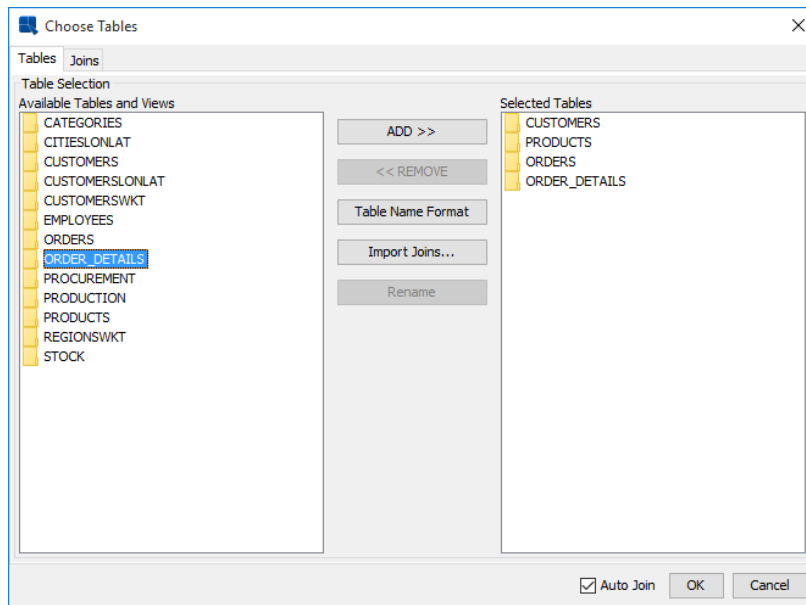 Choose Tables
Tables Joins
Table Selection
Available Tables and Views
CATEGORIES
CITIESLONLAT
CUSTOMERS
CUSTOMERSLONLAT
CUSTOMERSWKT
EMPLOYEES
ORDERS
ORDER_DETAILS
PROCUREMENT
PRODUCTION
PRODUCTS
REGIONSWKT
STOCK
ADD >>
<< REMOVE
Table Name Format
Import Joins...
Rename
Selected Tables
CUSTOMERS
PRODUCTS
ORDERS
ORDER_DETAILS
Auto Join OK Cancel